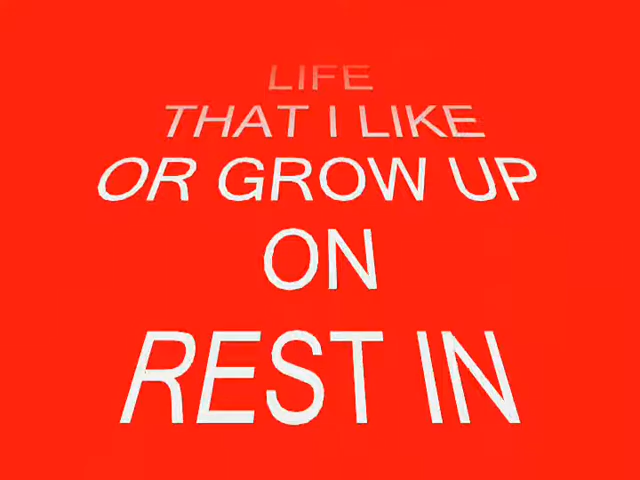 LIFE
THAT I LIKE
OR GROW UP
ON
REST IN